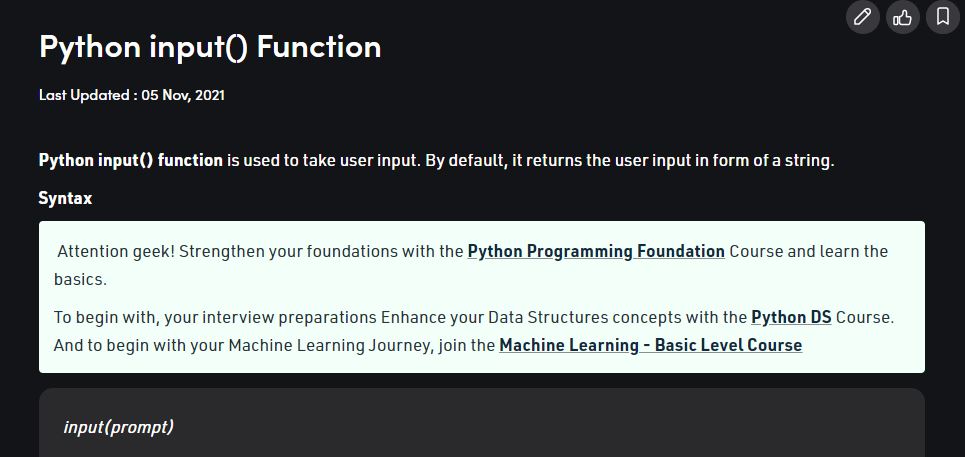 Python input() Function
Last Updated : 05 Nov, 2021
Python input() function is used to take user input. By default, it returns the user input in form of a string.
Syntax
Attention geek! Strengthen your foundations with the Python Programming Foundation Course and learn the
basics.
To begin with, your interview preparations Enhance your Data Structures concepts with the Python DS Course.
And to begin with your Machine Learning Journey, join the Machine Learning - Basic Level Course
input(prompt)